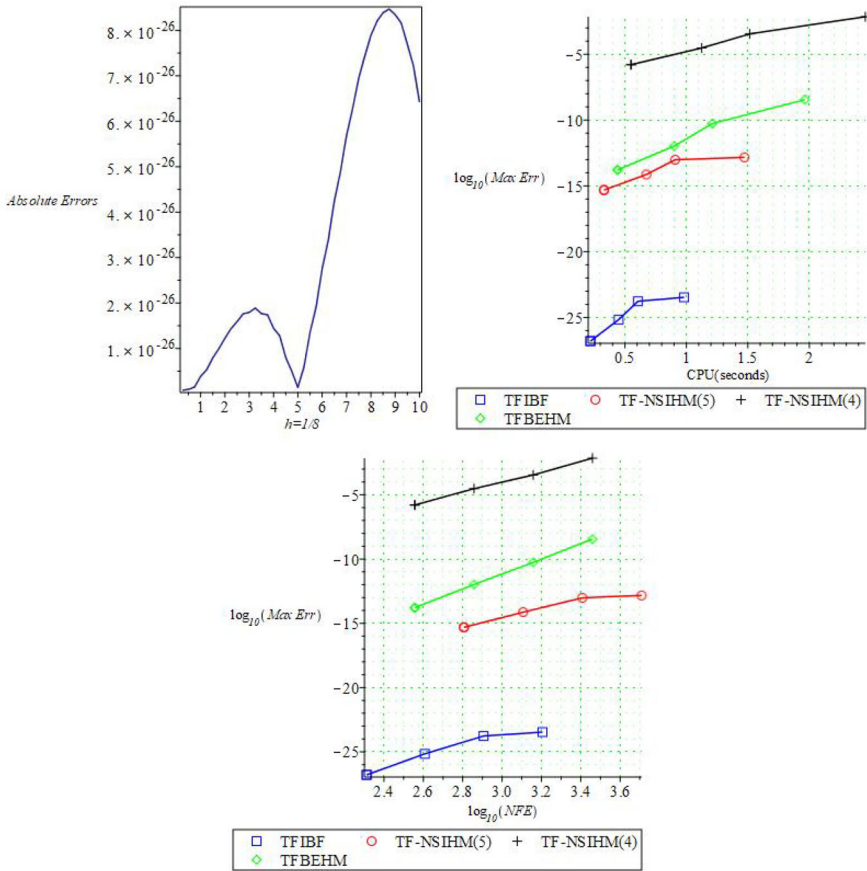 8. × 10-26
7. × 10-26
6. × 10-26
5. × 10-26
4. × 10-26
3. × 10-26
2. × 10-26
1. × 10-26
Absolute Errors
1 2 3 4 5 6 7 8 9 10
h=1/8
-5
-10
-15
-20
-25
log10(Max Err)
0.5 1 1.5 2
CPU(seconds)
TFIBF TF-NSIHM(5) TF-NSIHM(4)
TFBEHM
-5
-10
-15
-20
-25
log10(Max Err)
2.4 2.6 2.8 3.0 3.2 3.4 3.6
log10(NFE)
TFIBF TF-NSIHM(5) TF-NSIHM(4)
TFBEHM